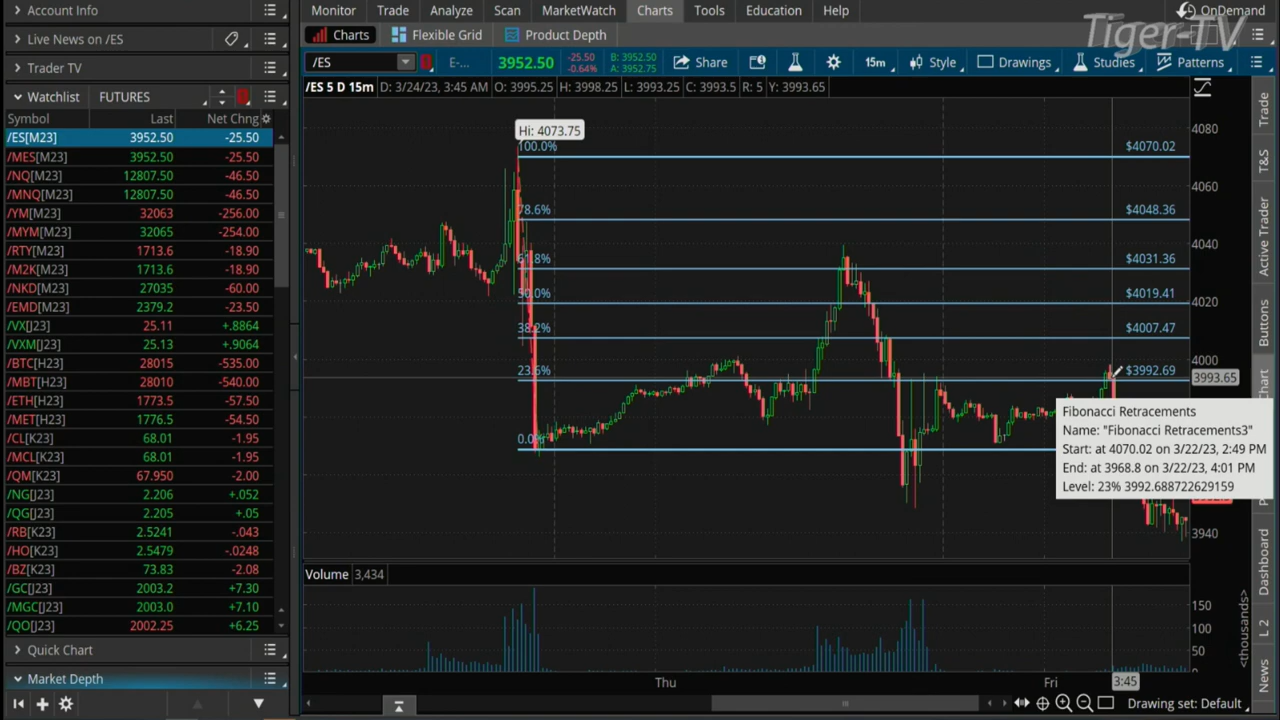 Account Info
Live News on /ES
Trader TV
Watchlist FUTURES
Symbol Last Net Chng
/ES[M23] 3952.50 -25.50
/MES[M23] 3952.50 -25.50
/NQ[M23] 12807.50 -46.50
/MNQ[M23] 12807.50 -46.50
/YM[M23] 32063 -256.00
/MYM[M23] 32065 -254.00
/RTY[M23] 1713.6 -18.90
/M2K[M23] 1713.6 -18.90
/NKD[M23] 27035 -60.00
/EMD[M23] 2379.2 -23.50
/VX[J23] 25.11 +.8864
/VXM[J23] 25.13 +.9064
/BTC[H23] 28015 -535.00
/MBT[H23] 28010 -540.00
/ETH[H23] 1773.5 -57.50
/MET[H23] 1776.5 -54.50
/CL[K23] 68.01 -1.95
/MCL[K23] 68.01 -1.95
/QM[K23] 67.950 -2.00
/NG[J23] 2.206 +.052
/QG[J23] 2.205 +.05
/RB[K23] 2.5241 -.043
/HO[K23] 2.5479 -.0248
/BZ[K23] 73.83 -2.08
/GC[J23] 2003.2 +7.30
/MGC[J23] 2003.0 +7.10
/QO[J23] 2002.25 +6.25
Quick Chart
Market Depth
Monitor Trade Analyze Scan MarketWatch Charts Tools Education Help OnDemand
Tiger-TV
Charts Flexible Grid Product Depth
/ES E-... 3952.50 -25.50 -0.64% B: 3952.50 A: 3952.75 Share 15m Style Drawings Studies Patterns
/ES 5 D 15m D: 3/24/23, 3:45 AM O: 3995.25 H: 3998.25 L: 3993.25 C: 3993.5 R: 5 Y: 3993.65
Hi: 4073.75
100.0% $4070.02
78.6% $4048.36
61.8% $4031.36
50.0% $4019.41
38.2% $4007.47
23.6% $3992.69
0.0%
4080
4060
4040
4020
4000
3993.65
3940
Fibonacci Retracements
Name: "Fibonacci Retracements3"
Start: at 4070.02 on 3/22/23, 2:49 PM
End: at 3968.8 on 3/22/23, 4:01 PM
Level: 23% 3992.688722629159
Volume 3,434
150
100
50
0
<thousands>
Thu Fri 3:45
Drawing set: Default
Trade
T&S
Active Trader
Buttons
Chart
Dashboard
L 2
News